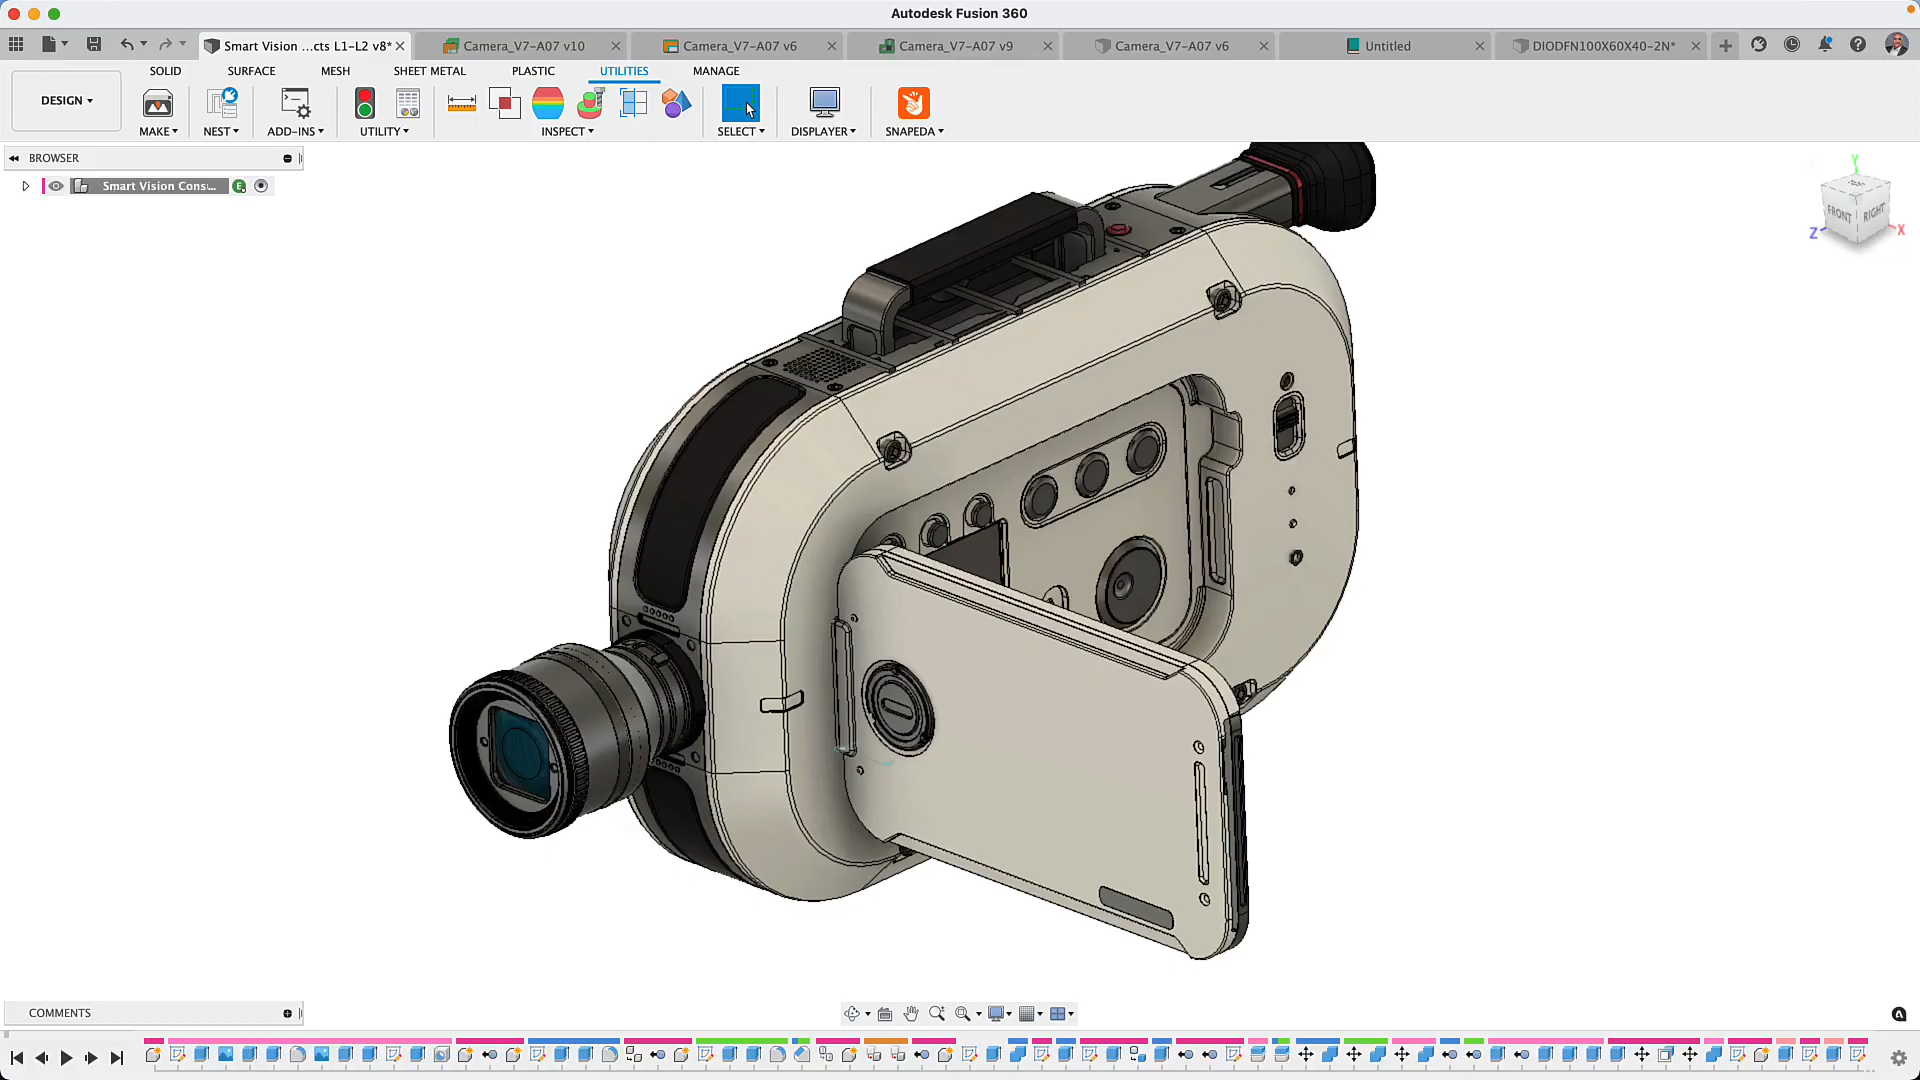 Autodesk Fusion 360
Smart Vision ...cts L1-L2 v8*
Camera_V7-A07 v10
Camera_V7-A07 v6
Camera_V7-A07 v9
Camera_V7-A07 v6
Untitled
DIODFN100X60X40-2N*
SOLID
SURFACE
MESH
SHEET METAL
PLASTIC
UTILITIES
MANAGE
DESIGN
MAKE
NEST
ADD-INS
UTILITY
INSPECT
SELECT
DISPLAYER
SNAPEDA
BROWSER
Smart Vision Cons...
Y
TOP
FRONT
RIGHT
Z
X
COMMENTS